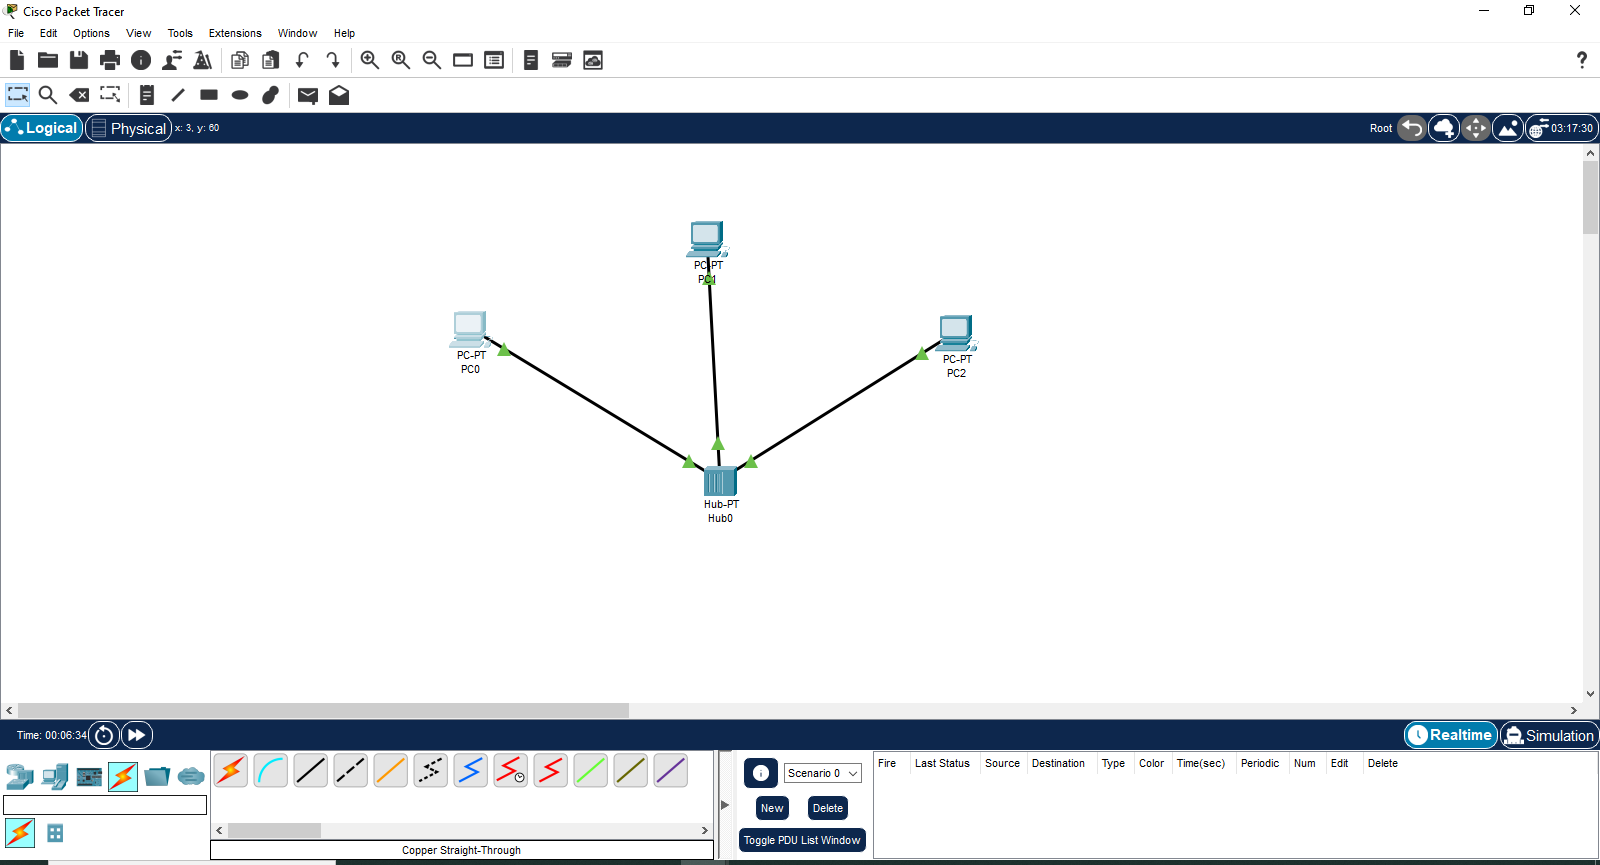 Cisco Packet Tracer
File Edit Options View Tools Extensions Window Help
Logical Physical x: 3, y: 60 Root 03:17:30
PC-PT
PC1
PC-PT
PC0
PC-PT
PC2
Hub-PT
Hub0
Time: 00:06:34 Realtime Simulation
Scenario 0
New Delete
Toggle PDU List Window
Fire Last Status Source Destination Type Color Time(sec) Periodic Num Edit Delete
Copper Straight-Through